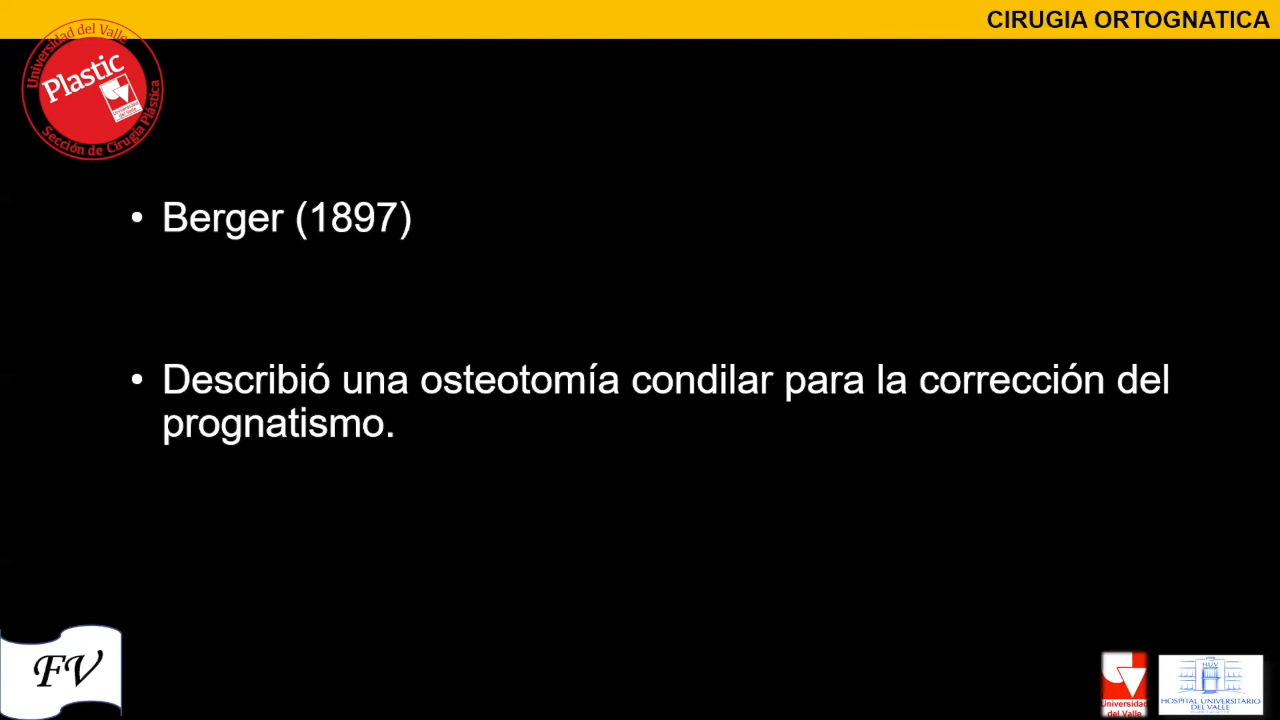 CIRUGIA ORTOGNATICA
Universidad del Valle
Plastic
Sección de Cirugía Plástica
• Berger (1897)
• Describió una osteotomía condilar para la corrección del
prognatismo.
FV
Universidad
del Valle
HUV
HOSPITAL UNIVERSITARIO
DEL VALLE